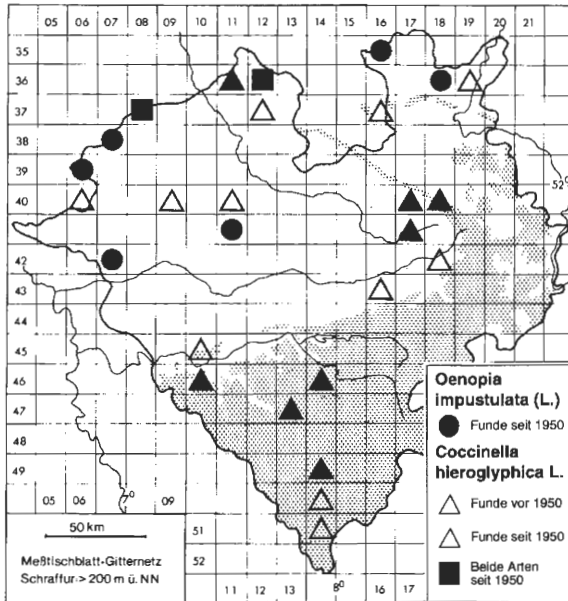 05 06 07 08 09 10 11 12 13 14 15 16 17 18 19 20 21
35
36
37
38
39
52°
40
42
43
44
45
46
47
48
49
05 06 7° 09
50 km
51
52
Meßtischblatt-Gitternetz
Schraffur > 200 m ü. NN
11 12 13 8° 16 17
Oenopia
impustulata (L.)
Funde seit 1950
Coccinella
hieroglyphica L.
Funde vor 1950
Funde seit 1950
Beide Arten
seit 1950